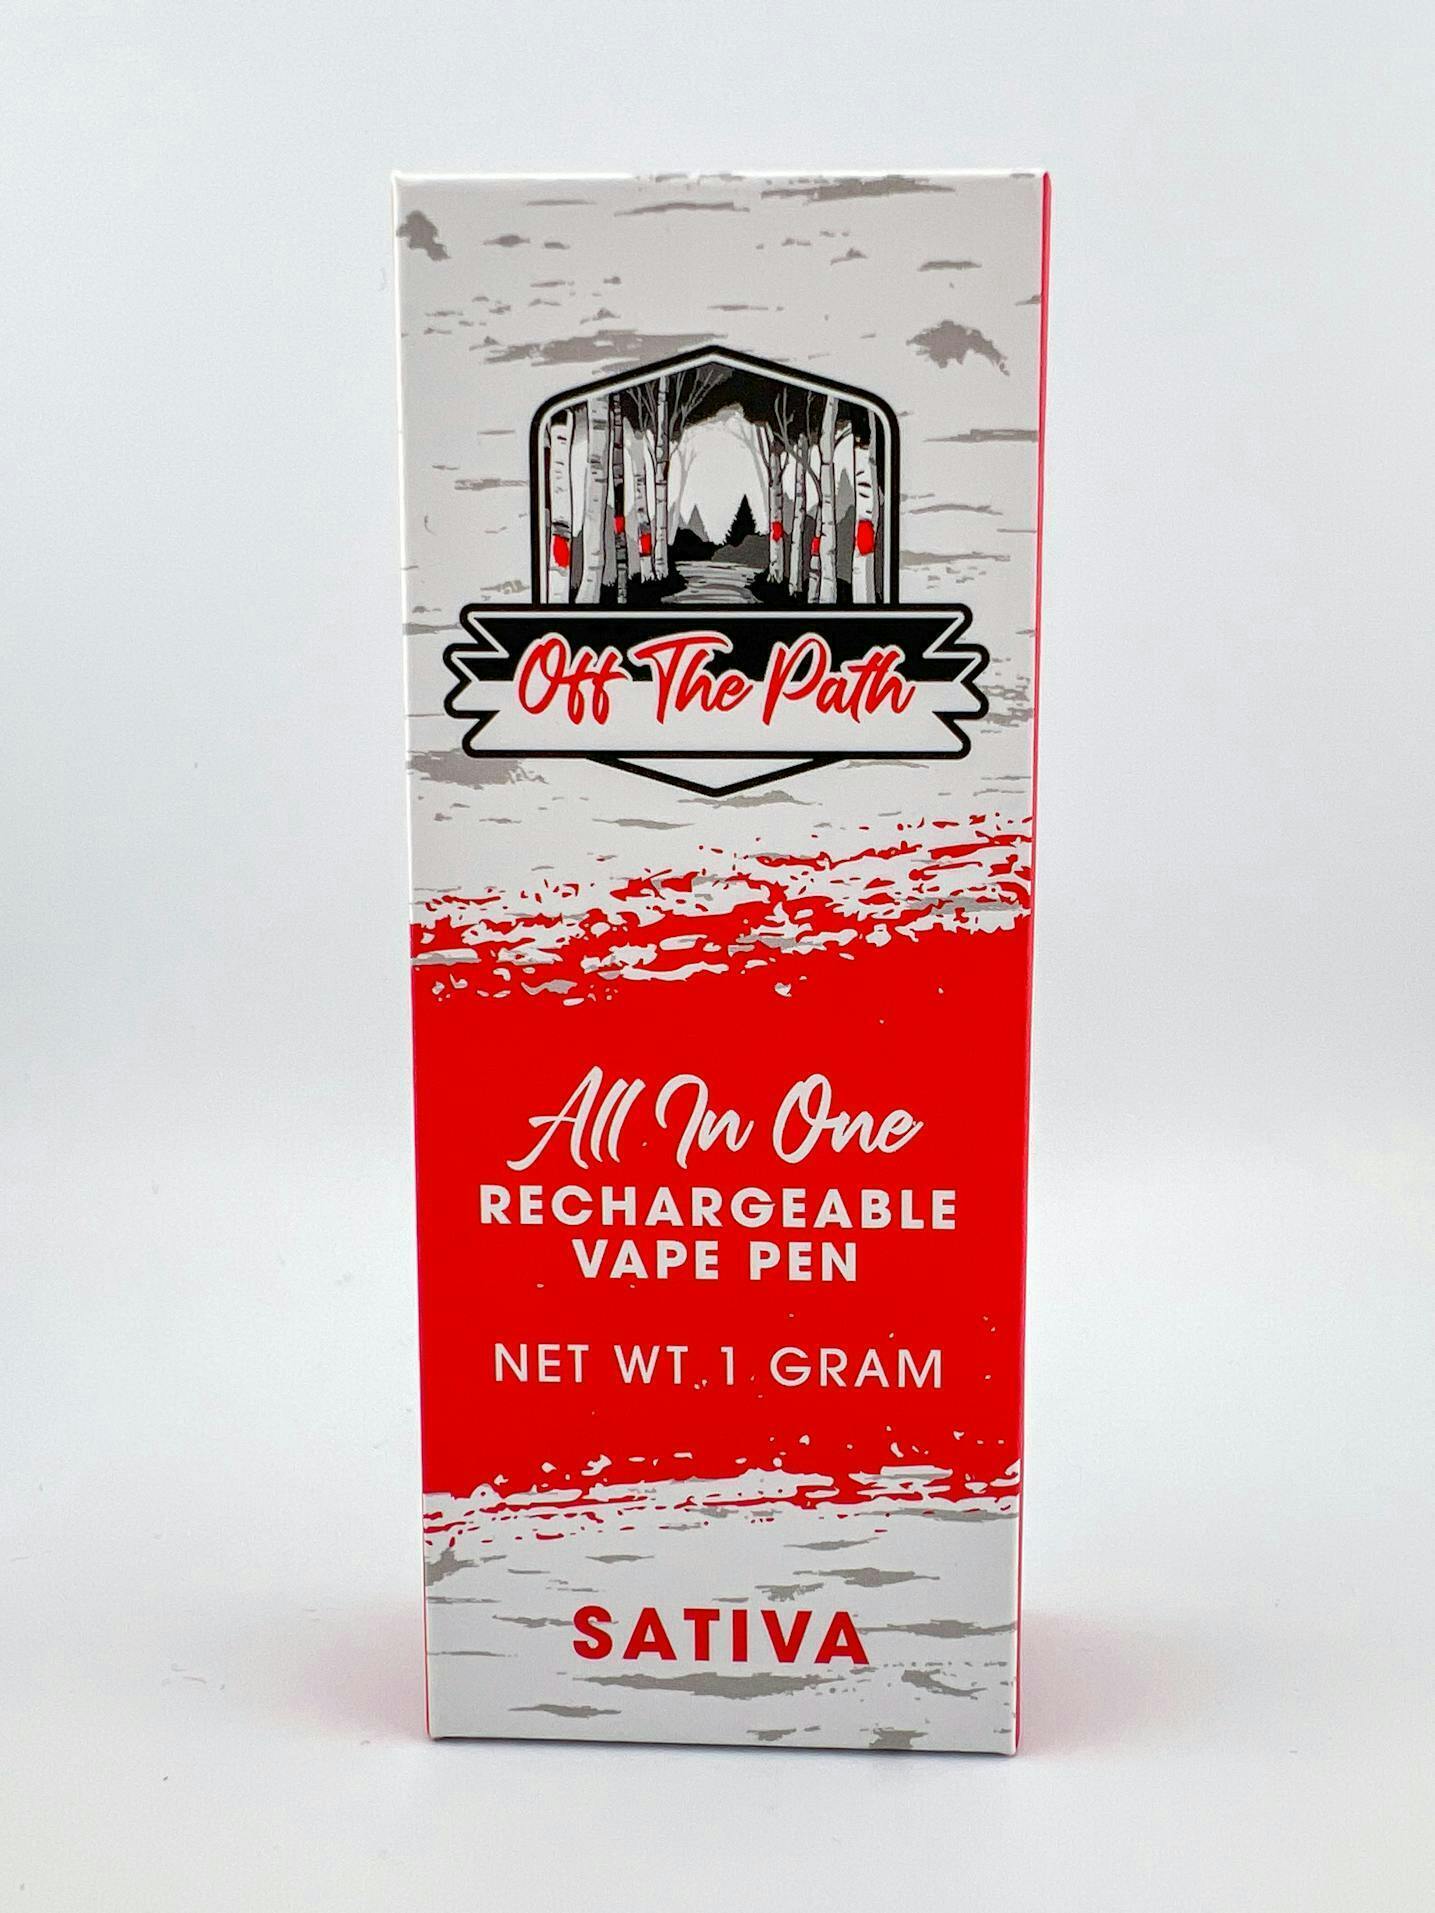 Off The Path
All In One
RECHARGEABLE
VAPE PEN
NET WT. 1 GRAM
SATIVA